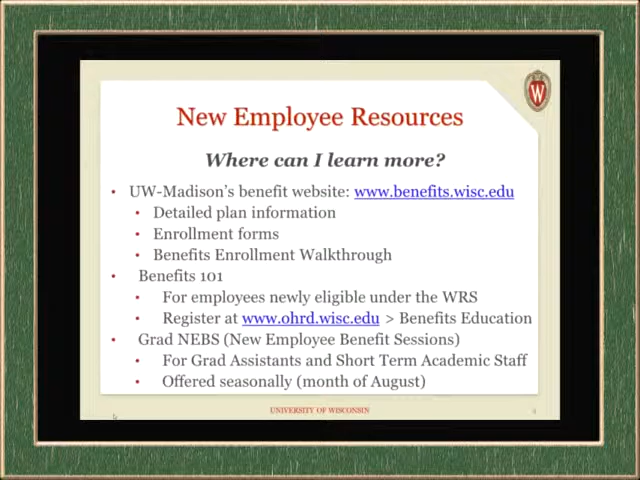 W
New Employee Resources
Where can I learn more?
• UW-Madison's benefit website: www.benefits.wisc.edu
• Detailed plan information
• Enrollment forms
• Benefits Enrollment Walkthrough
• Benefits 101
• For employees newly eligible under the WRS
• Register at www.ohrd.wisc.edu > Benefits Education
• Grad NEBS (New Employee Benefit Sessions)
• For Grad Assistants and Short Term Academic Staff
• Offered seasonally (month of August)
UNIVERSITY OF WISCONSIN